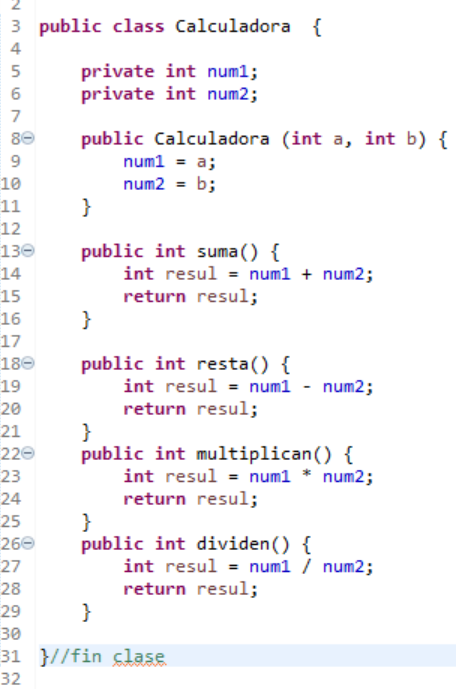 2
3 public class Calculadora  {
4
5     private int num1;
6     private int num2;
7
8     public Calculadora (int a, int b) {
9         num1 = a;
10         num2 = b;
11     }
12
13     public int suma() {
14         int resul = num1 + num2;
15         return resul;
16     }
17
18     public int resta() {
19         int resul = num1 - num2;
20         return resul;
21     }
22     public int multiplican() {
23         int resul = num1 * num2;
24         return resul;
25     }
26     public int dividen() {
27         int resul = num1 / num2;
28         return resul;
29     }
30
31 }//fin clase
32